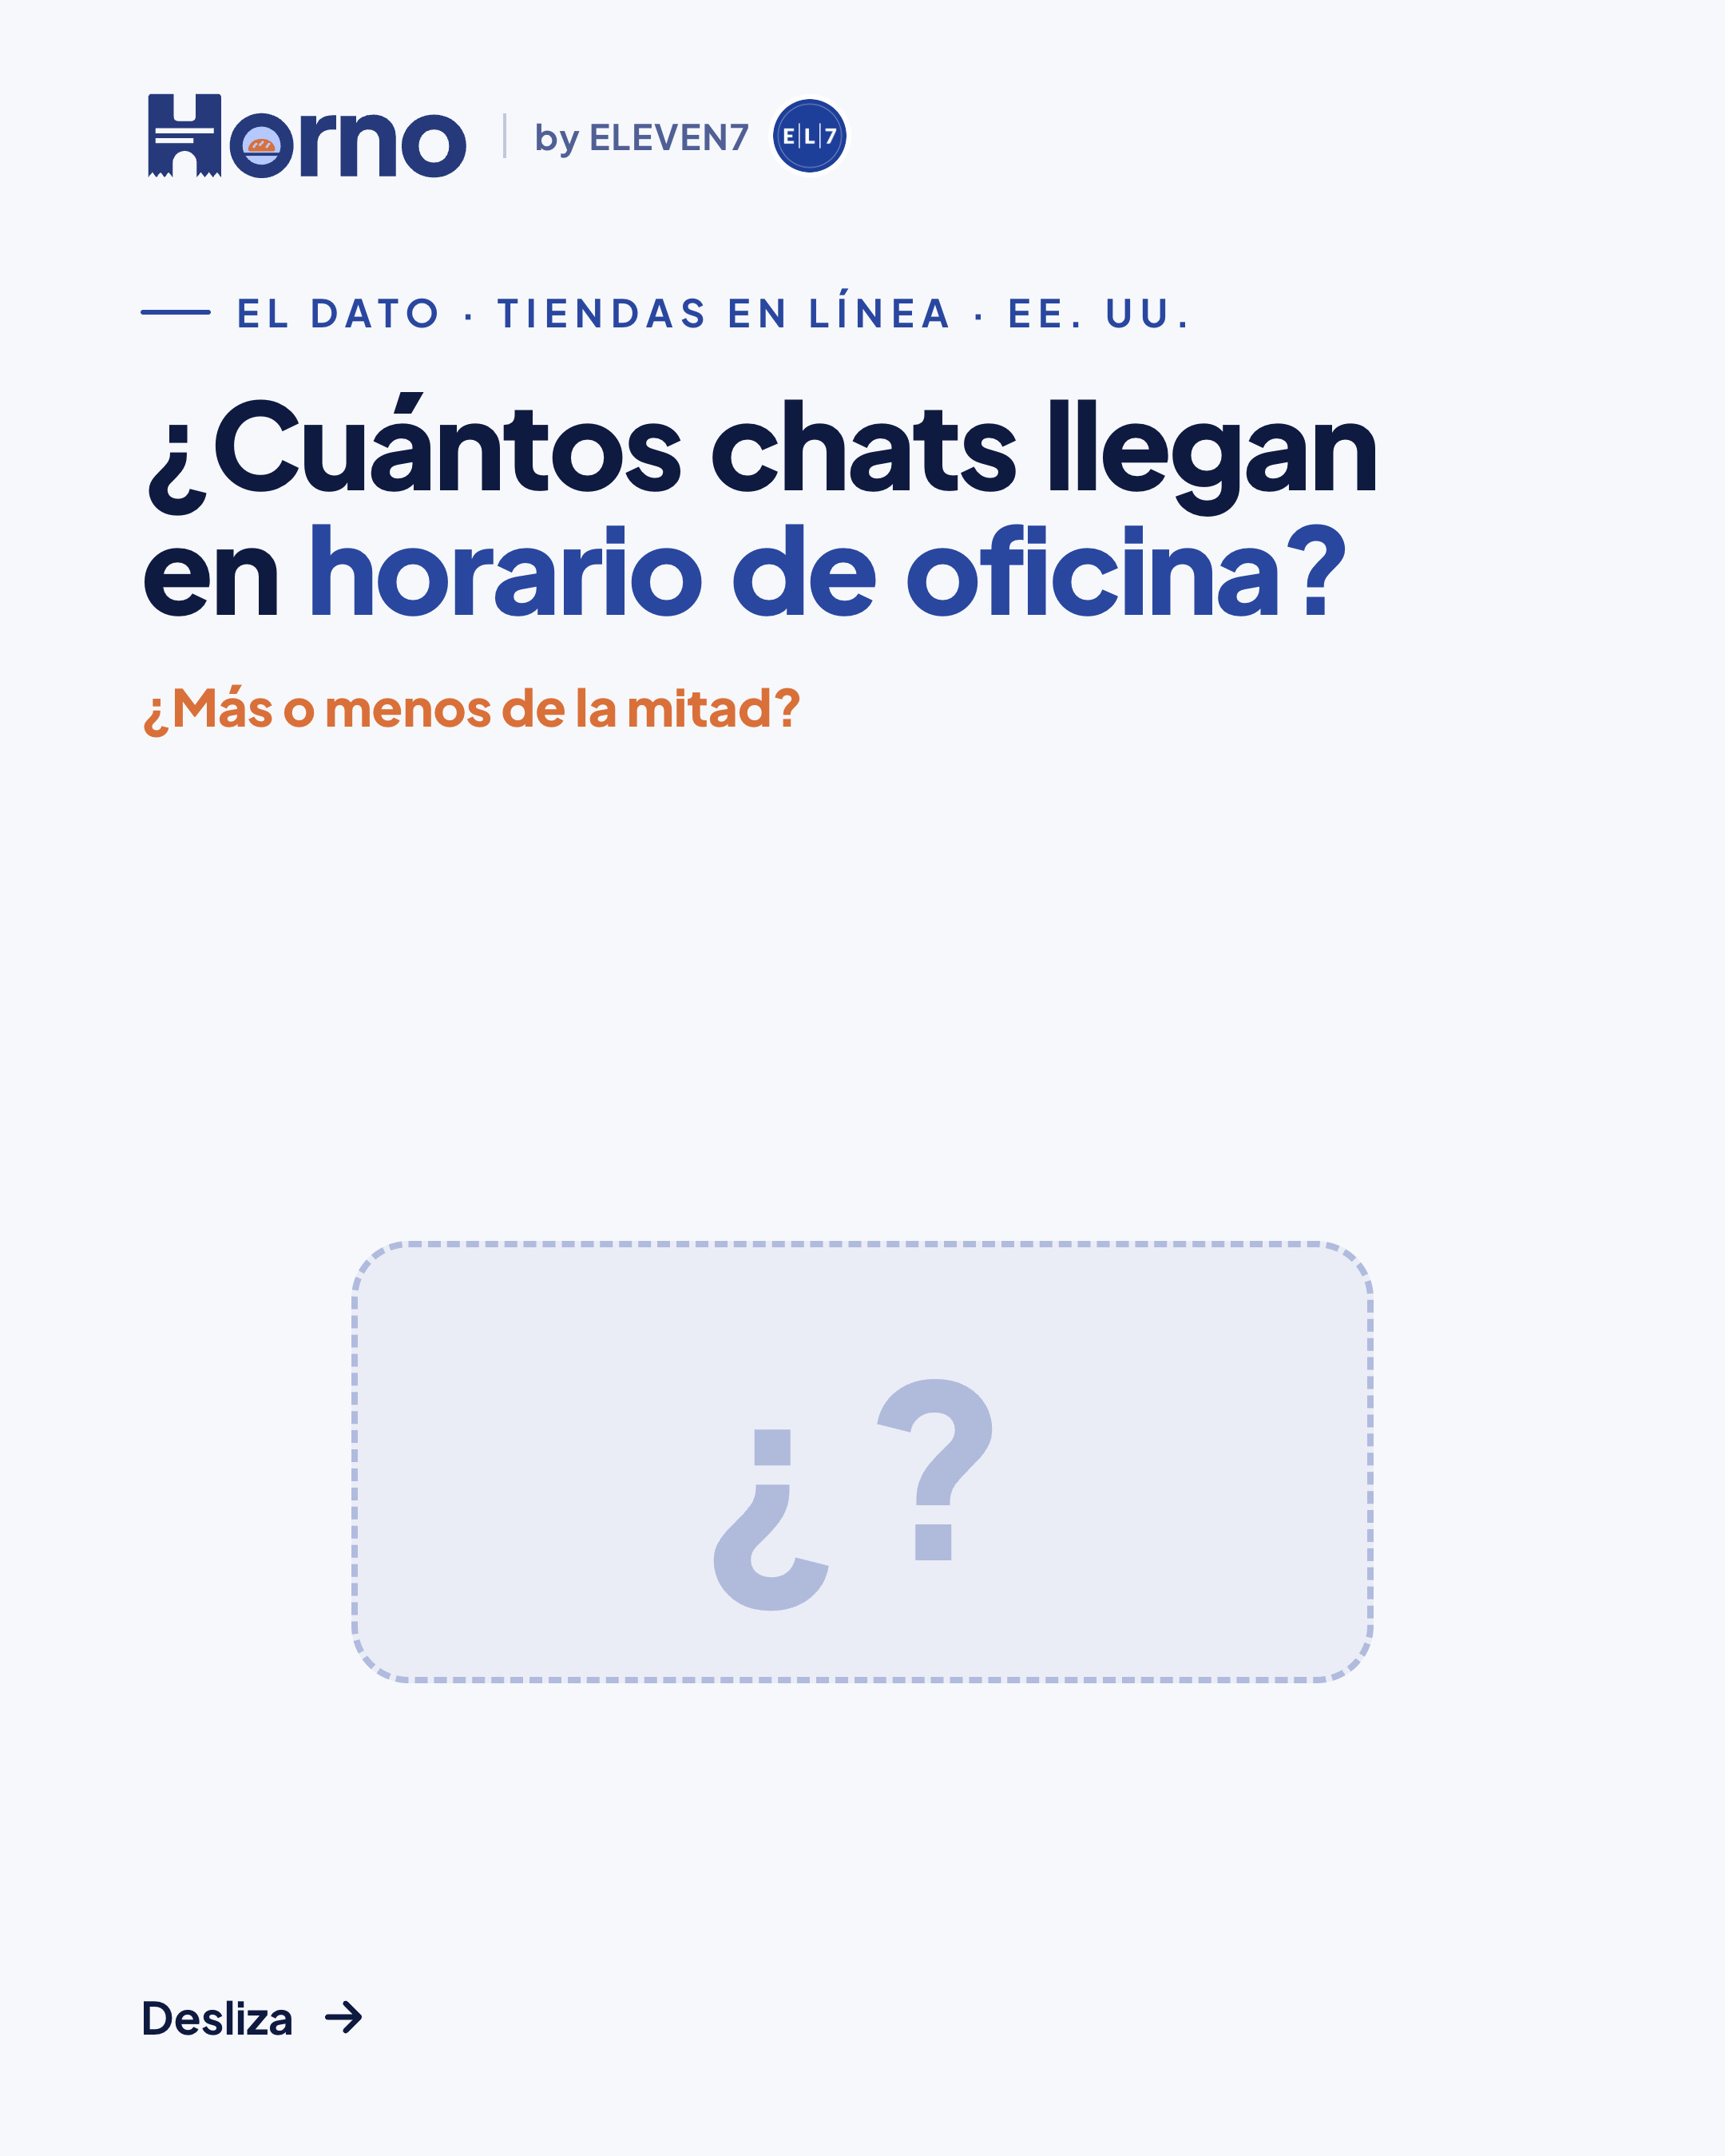 Horno by ELEVEN7 E|L|7
EL DATO · TIENDAS EN LÍNEA · EE. UU.
¿Cuántos chats llegan
en horario de oficina?
¿Más o menos de la mitad?
¿?
Desliza →